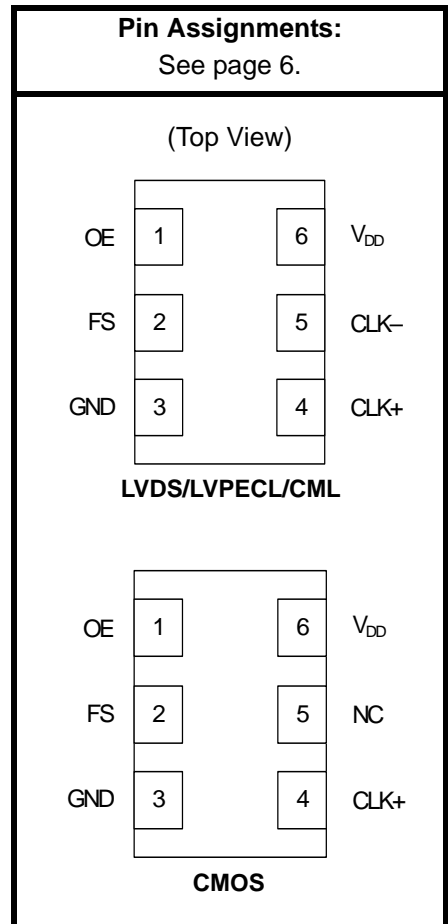 Pin Assignments:
See page 6.
(Top View)
OE 1 6 VDD
FS 2 5 CLK–
GND 3 4 CLK+
LVDS/LVPECL/CML
OE 1 6 VDD
FS 2 5 NC
GND 3 4 CLK+
CMOS